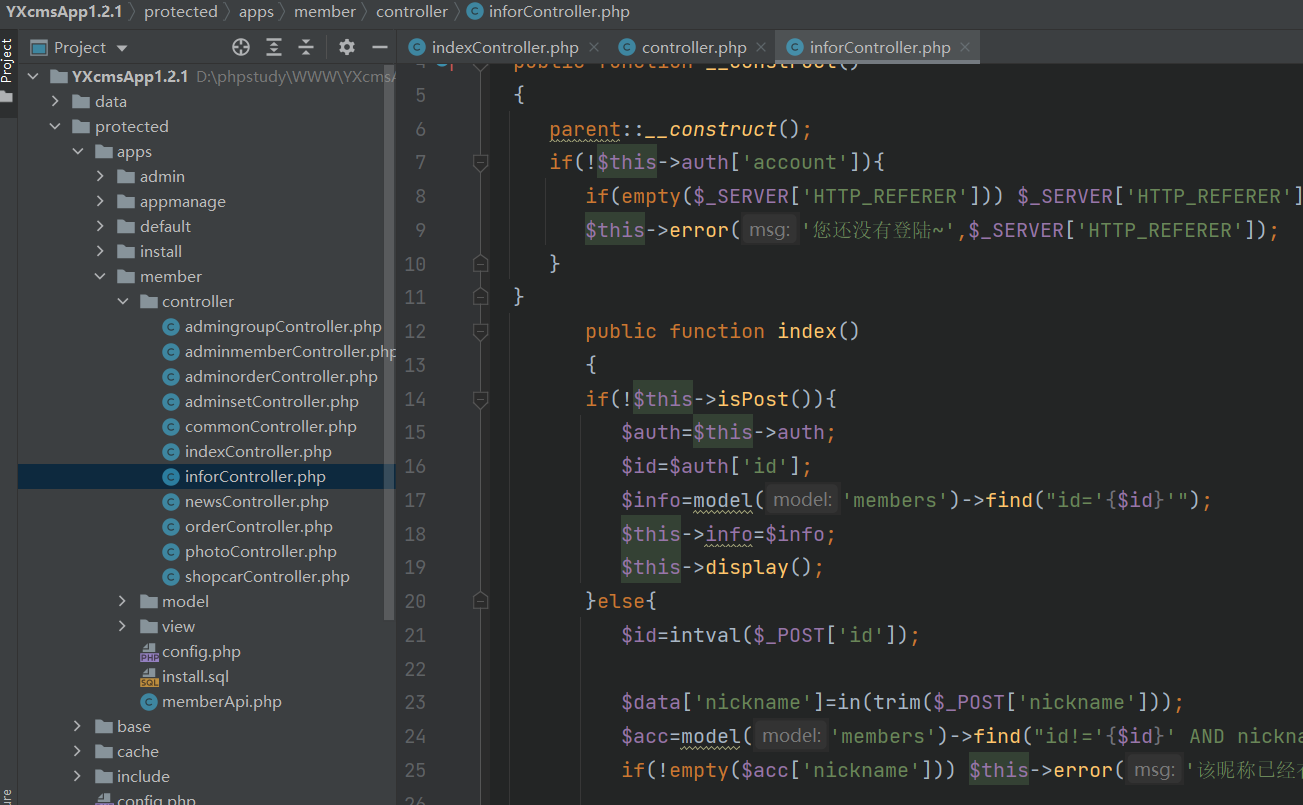 YXcmsApp1.2.1 protected apps member controller inforController.php
Project
Project
indexController.php
controller.php
inforController.php
YXcmsApp1.2.1 D:\phpstudy\WWW\YXcmsA
data
protected
apps
admin
appmanage
default
install
member
controller
admingroupController.php
adminmemberController.php
adminorderController.php
adminsetController.php
commonController.php
indexController.php
inforController.php
newsController.php
orderController.php
photoController.php
shopcarController.php
model
view
config.php
install.sql
memberApi.php
base
cache
include
config.php
4 public function __construct()
5 {
6 parent::__construct();
7 if(!$this->auth['account']){
8 if(empty($_SERVER['HTTP_REFERER'])) $_SERVER['HTTP_REFERER']
9 $this->error( msg: '您还没有登陆~',$_SERVER['HTTP_REFERER']);
10 }
11 }
12 public function index()
13 {
14 if(!$this->isPost()){
15 $auth=$this->auth;
16 $id=$auth['id'];
17 $info=model( model: 'members')->find("id='{$id}'");
18 $this->info=$info;
19 $this->display();
20 }else{
21 $id=intval($_POST['id']);
22
23 $data['nickname']=in(trim($_POST['nickname']));
24 $acc=model( model: 'members')->find("id!='{$id}' AND nickna
25 if(!empty($acc['nickname'])) $this->error( msg: '该昵称已经
26